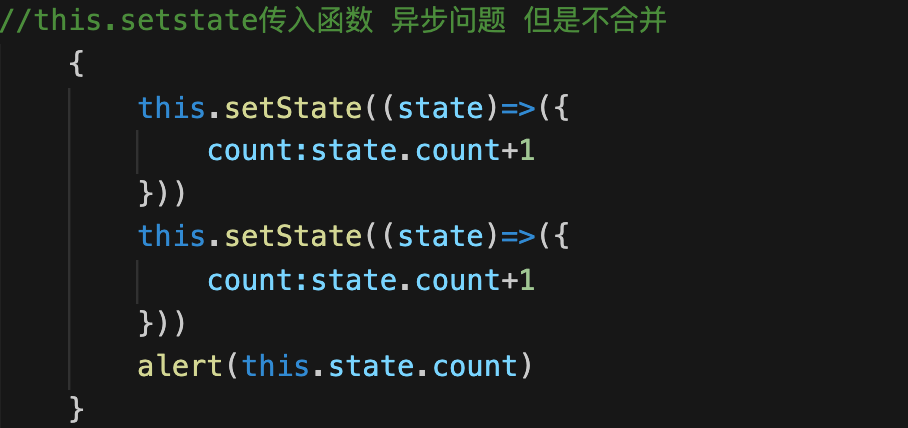 //this.setstate传入函数 异步问题 但是不合并
{
this.setState((state)=>({
count:state.count+1
}))
this.setState((state)=>({
count:state.count+1
}))
alert(this.state.count)
}